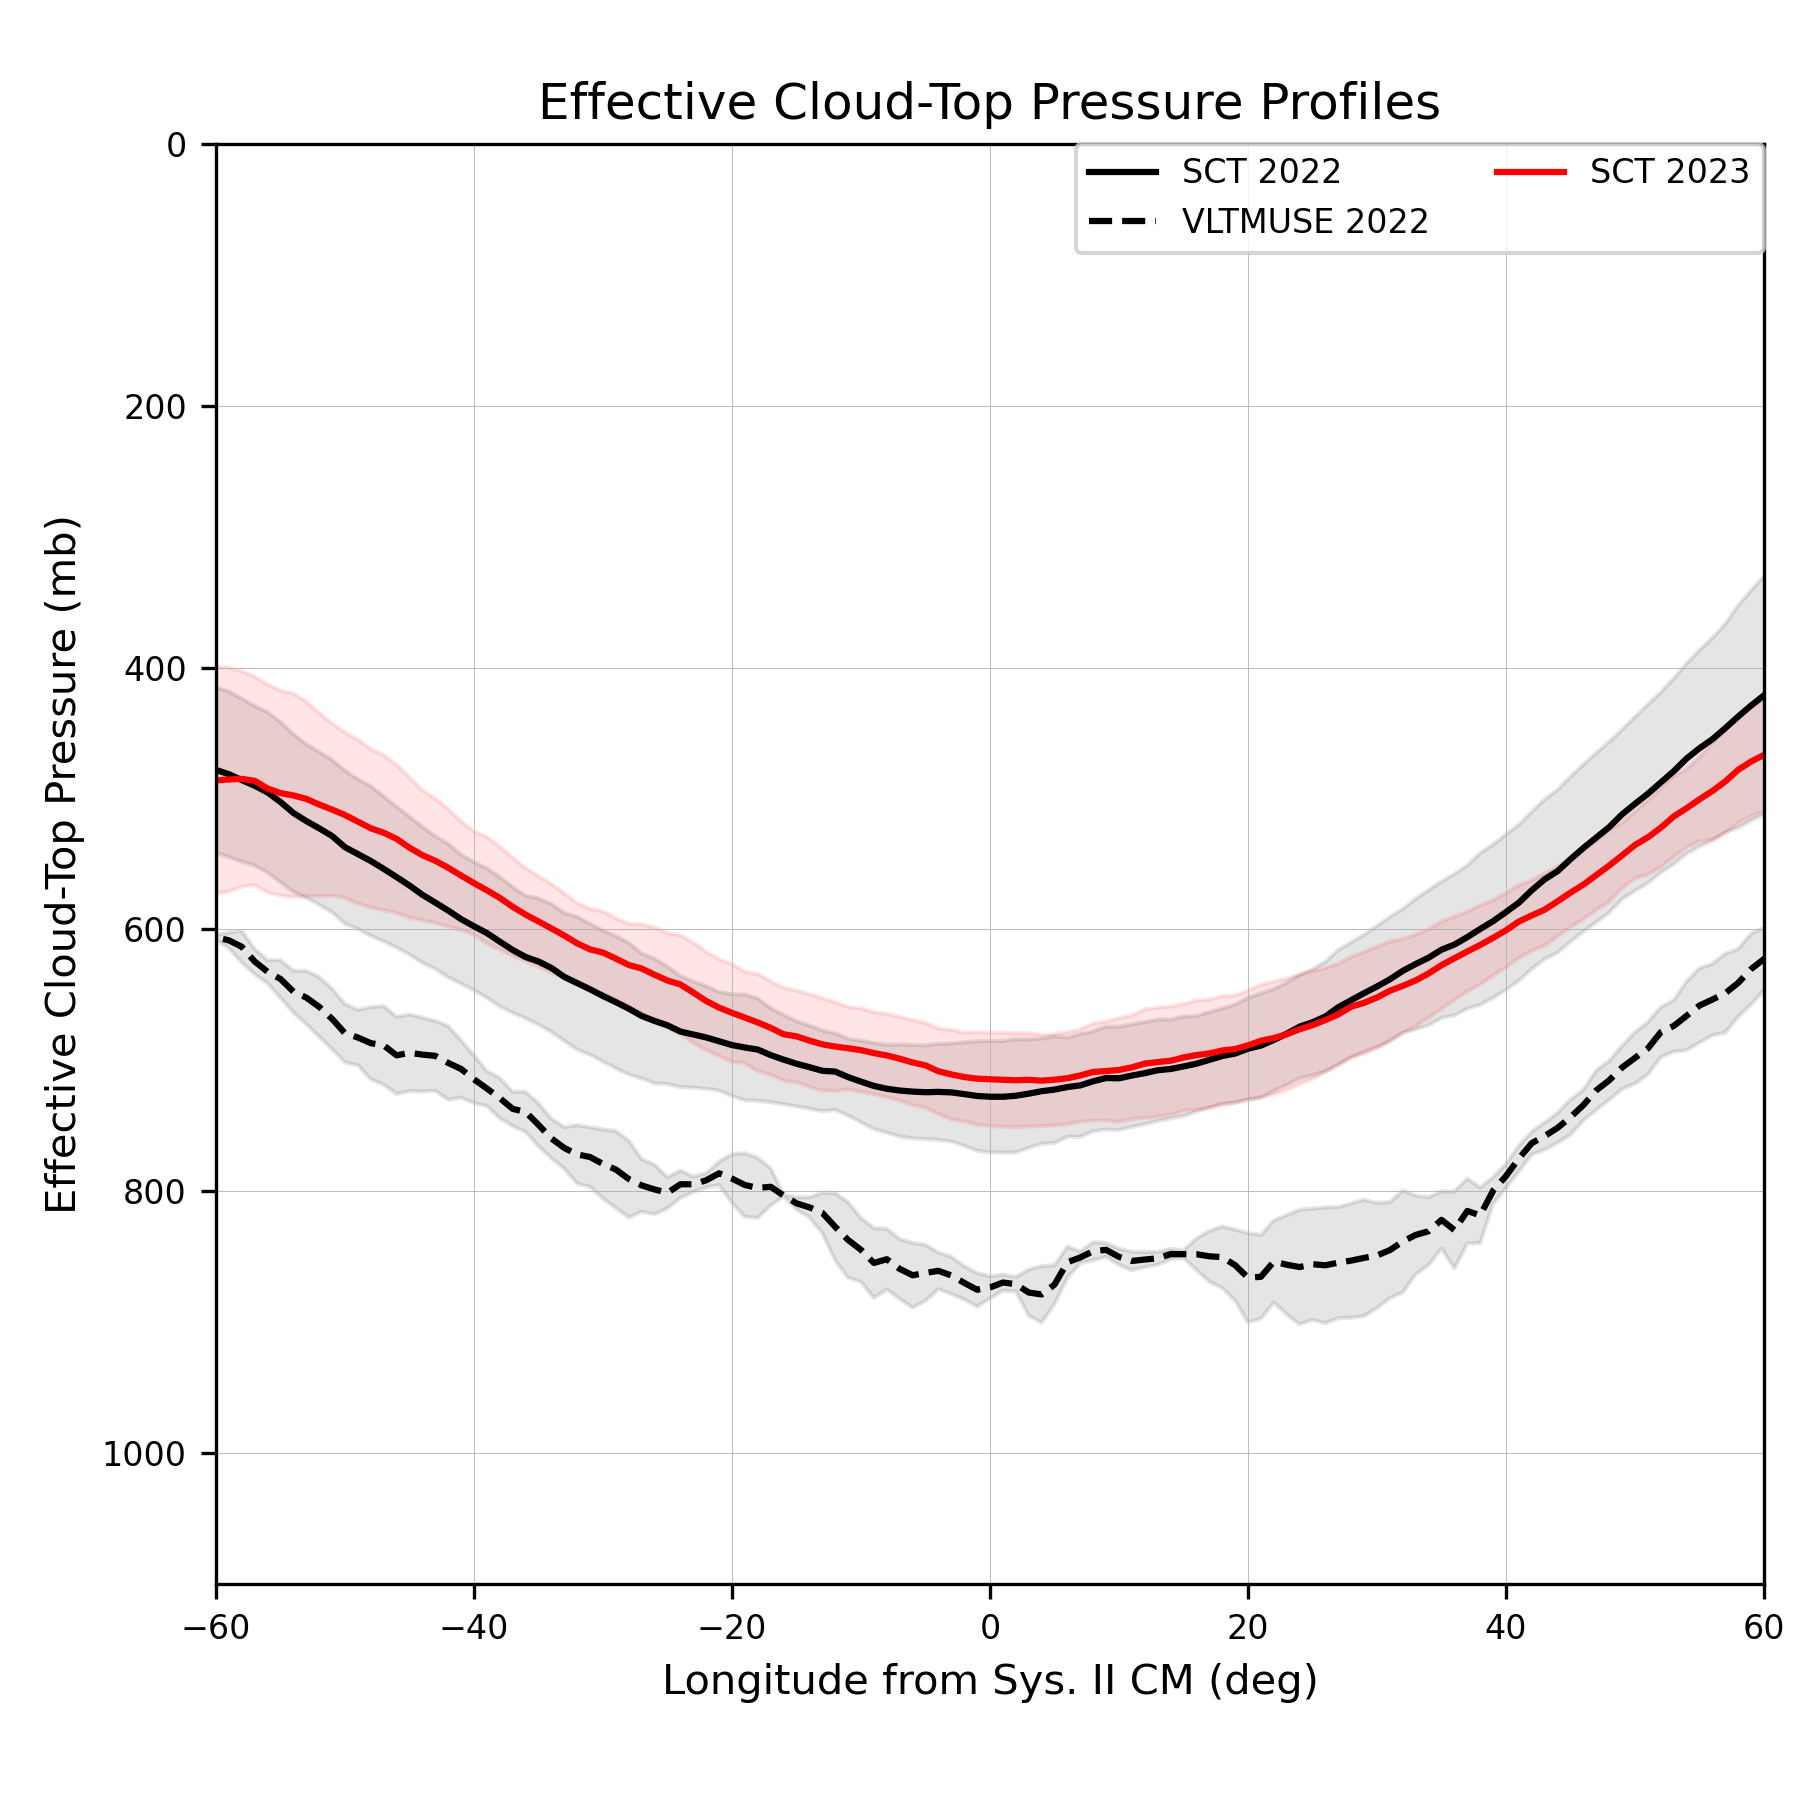 Effective Cloud-Top Pressure Profiles
SCT 2022
SCT 2023
VLTMUSE 2022
Effective Cloud-Top Pressure (mb)
0
200
400
600
800
1000
−60 −40 −20 0 20 40 60
Longitude from Sys. II CM (deg)